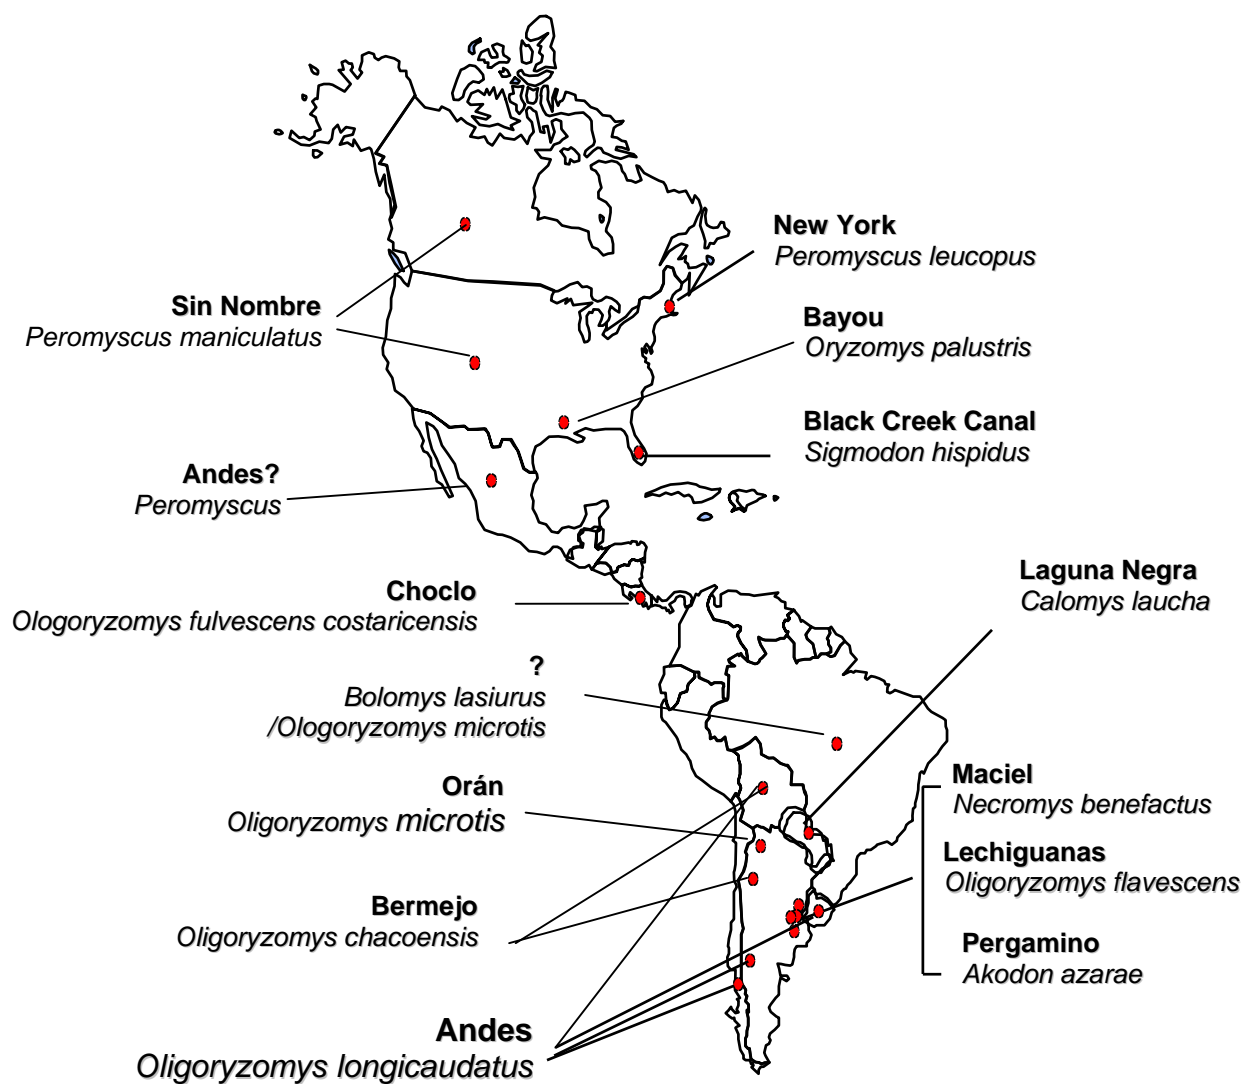 New York
Peromyscus leucopus
Sin Nombre
Peromyscus maniculatus
Bayou
Oryzomys palustris
Black Creek Canal
Sigmodon hispidus
Andes?
Peromyscus
Laguna Negra
Calomys laucha
Choclo
Ologoryzomys fulvescens costaricensis
?
Bolomys lasiurus
/Ologoryzomys microtis
Maciel
Necromys benefactus
Orán
Oligoryzomys microtis
Lechiguanas
Oligoryzomys flavescens
Bermejo
Oligoryzomys chacoensis
Pergamino
Akodon azarae
Andes
Oligoryzomys longicaudatus